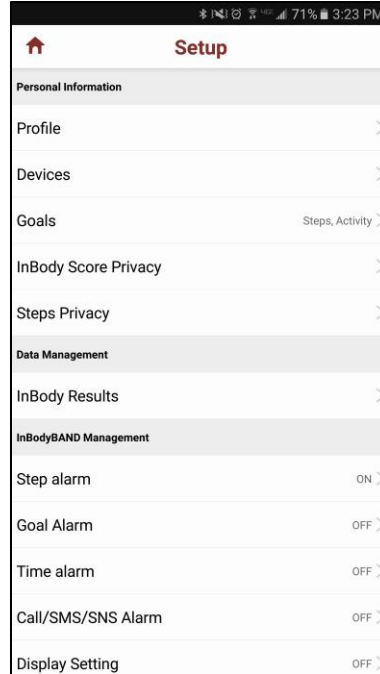 71% 3:23 PM
Setup
Personal Information
Profile
Devices
Goals Steps, Activity
InBody Score Privacy
Steps Privacy
Data Management
InBody Results
InBodyBAND Management
Step alarm ON
Goal Alarm OFF
Time alarm OFF
Call/SMS/SNS Alarm OFF
Display Setting OFF